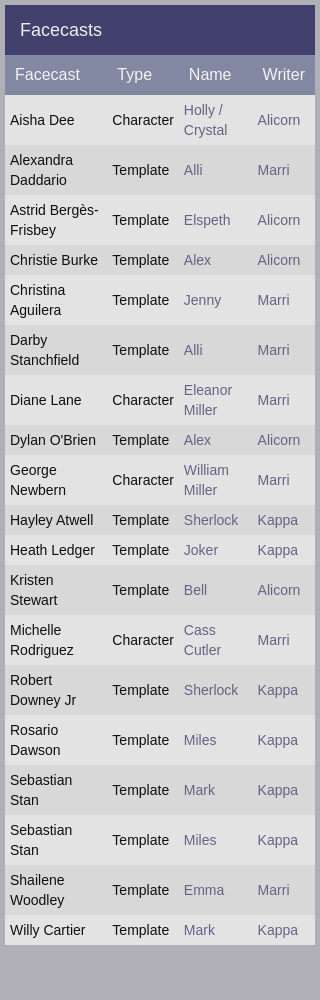 Facecasts
Facecast Type Name Writer
Aisha Dee Character Holly / Crystal Alicorn
Alexandra Daddario Template Alli Marri
Astrid Bergès-Frisbey Template Elspeth Alicorn
Christie Burke Template Alex Alicorn
Christina Aguilera Template Jenny Marri
Darby Stanchfield Template Alli Marri
Diane Lane Character Eleanor Miller Marri
Dylan O'Brien Template Alex Alicorn
George Newbern Character William Miller Marri
Hayley Atwell Template Sherlock Kappa
Heath Ledger Template Joker Kappa
Kristen Stewart Template Bell Alicorn
Michelle Rodriguez Character Cass Cutler Marri
Robert Downey Jr Template Sherlock Kappa
Rosario Dawson Template Miles Kappa
Sebastian Stan Template Mark Kappa
Sebastian Stan Template Miles Kappa
Shailene Woodley Template Emma Marri
Willy Cartier Template Mark Kappa